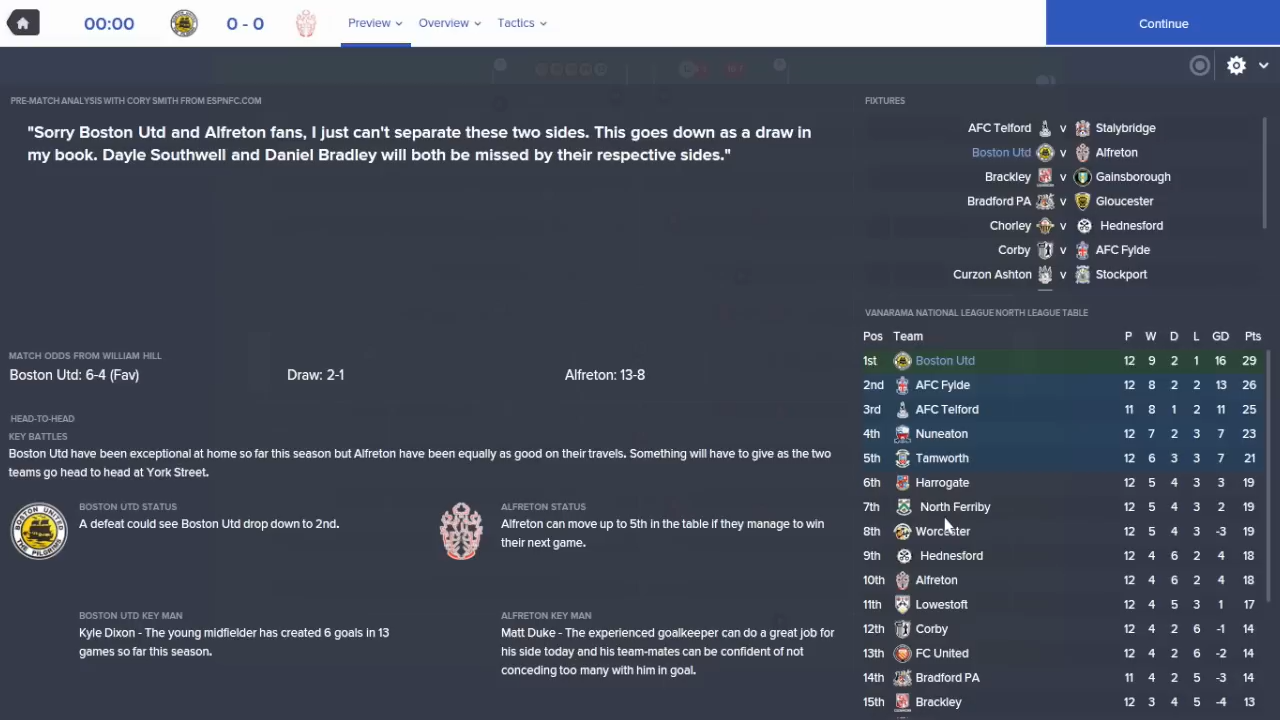 00:00
0 - 0
Preview
Overview
Tactics
Continue
PRE-MATCH ANALYSIS WITH CORY SMITH FROM ESPNFC.COM
"Sorry Boston Utd and Alfreton fans, I just can't separate these two sides. This goes down as a draw in
my book. Dayle Southwell and Daniel Bradley will both be missed by their respective sides."
MATCH ODDS FROM WILLIAM HILL
Boston Utd: 6-4 (Fav)
Draw: 2-1
Alfreton: 13-8
HEAD-TO-HEAD
KEY BATTLES
Boston Utd have been exceptional at home so far this season but Alfreton have been equally as good on their travels. Something will have to give as the two
teams go head to head at York Street.
BOSTON UNITED
THE PILGRIMS
BOSTON UTD STATUS
A defeat could see Boston Utd drop down to 2nd.
ALFRETON STATUS
Alfreton can move up to 5th in the table if they manage to win
their next game.
BOSTON UTD KEY MAN
Kyle Dixon - The young midfielder has created 6 goals in 13
games so far this season.
ALFRETON KEY MAN
Matt Duke - The experienced goalkeeper can do a great job for
his side today and his team-mates can be confident of not
conceding too many with him in goal.
FIXTURES
AFC Telford v Stalybridge
Boston Utd v Alfreton
Brackley v Gainsborough
Bradford PA v Gloucester
Chorley v Hednesford
Corby v AFC Fylde
Curzon Ashton v Stockport
VANARAMA NATIONAL LEAGUE NORTH LEAGUE TABLE
Pos Team P W D L GD Pts
1st Boston Utd 12 9 2 1 16 29
2nd AFC Fylde 12 8 2 2 13 26
3rd AFC Telford 11 8 1 2 11 25
4th Nuneaton 12 7 2 3 7 23
5th Tamworth 12 6 3 3 7 21
6th Harrogate 12 5 4 3 3 19
7th North Ferriby 12 5 4 3 2 19
8th Worcester 12 5 4 3 -3 19
9th Hednesford 12 4 6 2 4 18
10th Alfreton 12 4 6 2 4 18
11th Lowestoft 12 4 5 3 1 17
12th Corby 12 4 2 6 -1 14
13th FC United 12 4 2 6 -2 14
14th Bradford PA 11 4 2 5 -3 14
15th Brackley 12 3 4 5 -4 13